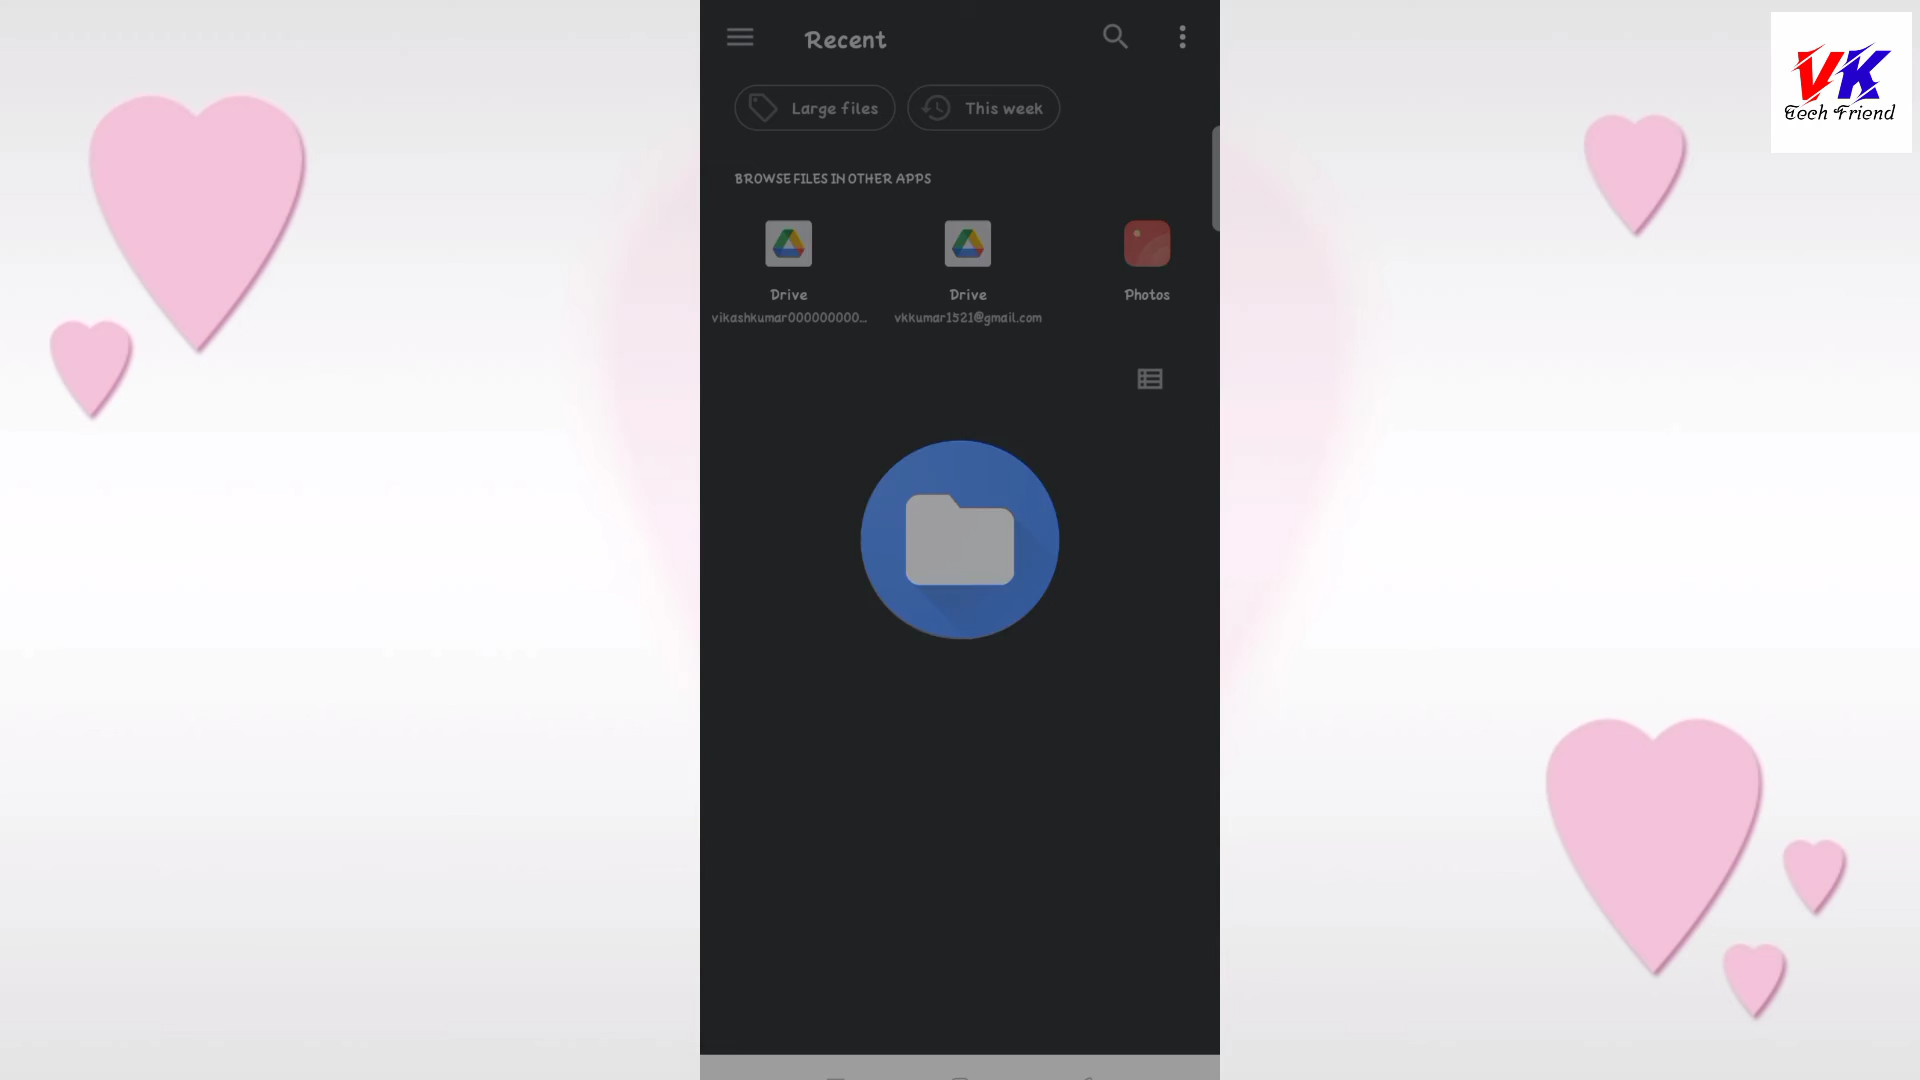 Recent
Large files
This week
BROWSE FILES IN OTHER APPS
Drive
vikashkumar000000000...
Drive
vkkumar1521@gmail.com
Photos
VK
Tech Friend